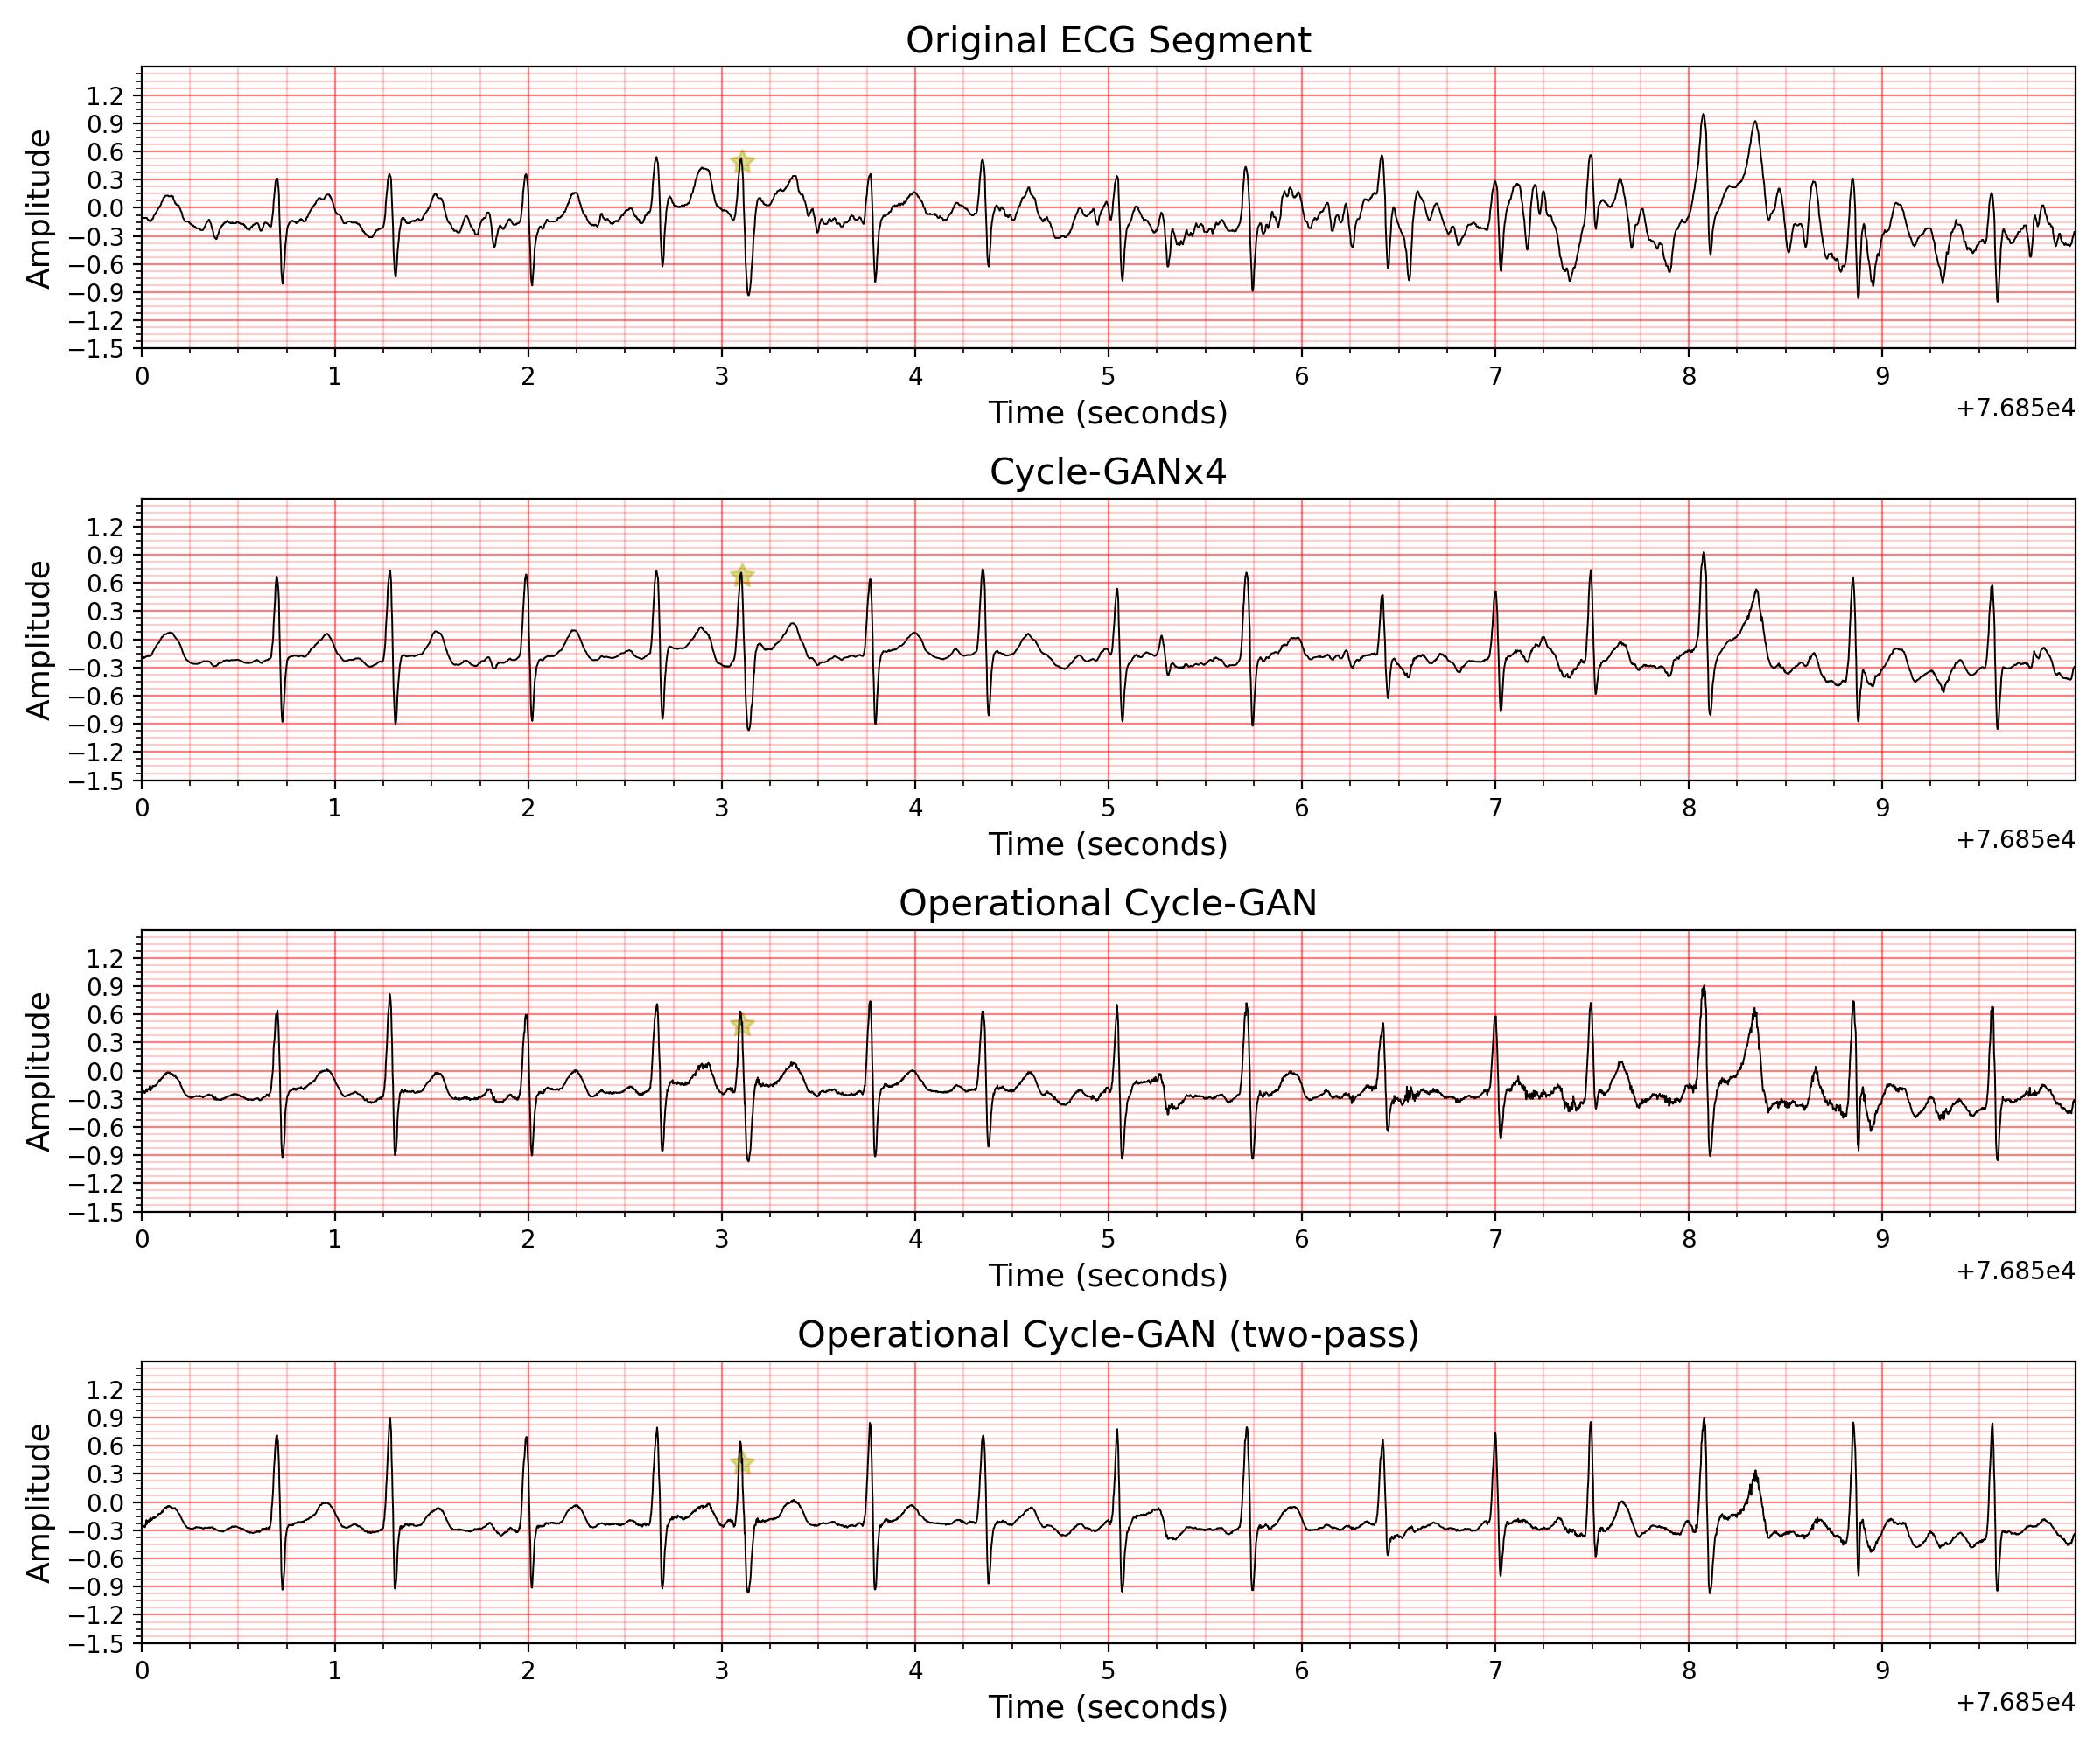 Original ECG Segment
Amplitude
1.2
0.9
0.6
0.3
0.0
−0.3
−0.6
−0.9
−1.2
−1.5
0 1 2 3 4 5 6 7 8 9
Time (seconds)
+7.685e4
Cycle-GANx4
Amplitude
1.2
0.9
0.6
0.3
0.0
−0.3
−0.6
−0.9
−1.2
−1.5
0 1 2 3 4 5 6 7 8 9
Time (seconds)
+7.685e4
Operational Cycle-GAN
Amplitude
1.2
0.9
0.6
0.3
0.0
−0.3
−0.6
−0.9
−1.2
−1.5
0 1 2 3 4 5 6 7 8 9
Time (seconds)
+7.685e4
Operational Cycle-GAN (two-pass)
Amplitude
1.2
0.9
0.6
0.3
0.0
−0.3
−0.6
−0.9
−1.2
−1.5
0 1 2 3 4 5 6 7 8 9
Time (seconds)
+7.685e4